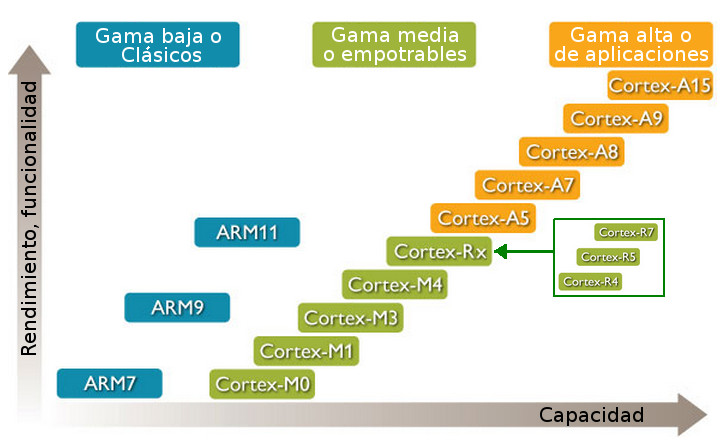 Gama baja o
Clásicos
Gama media
o empotrables
Gama alta o
de aplicaciones
Rendimiento, funcionalidad
Cortex-A15
Cortex-A9
Cortex-A8
Cortex-A7
Cortex-A5
ARM11
Cortex-R7
Cortex-Rx
Cortex-R5
Cortex-R4
Cortex-M4
ARM9
Cortex-M3
Cortex-M1
ARM7
Cortex-M0
Capacidad